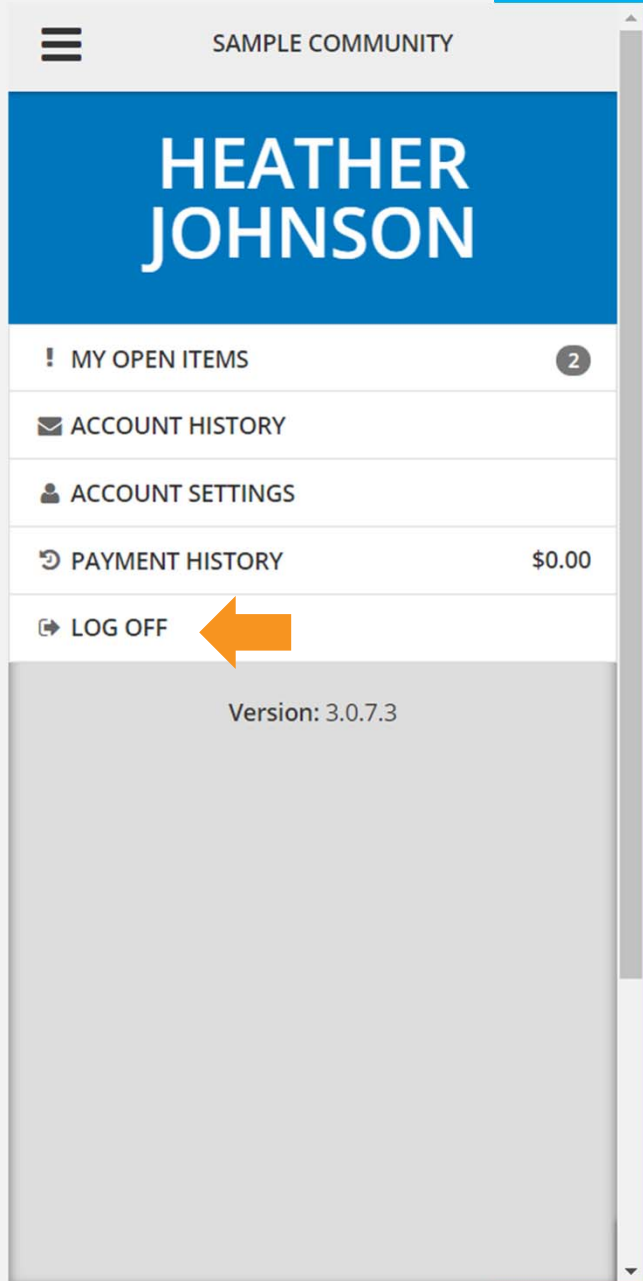 SAMPLE COMMUNITY
HEATHER
JOHNSON
! MY OPEN ITEMS 2
ACCOUNT HISTORY
ACCOUNT SETTINGS
PAYMENT HISTORY $0.00
LOG OFF
Version: 3.0.7.3